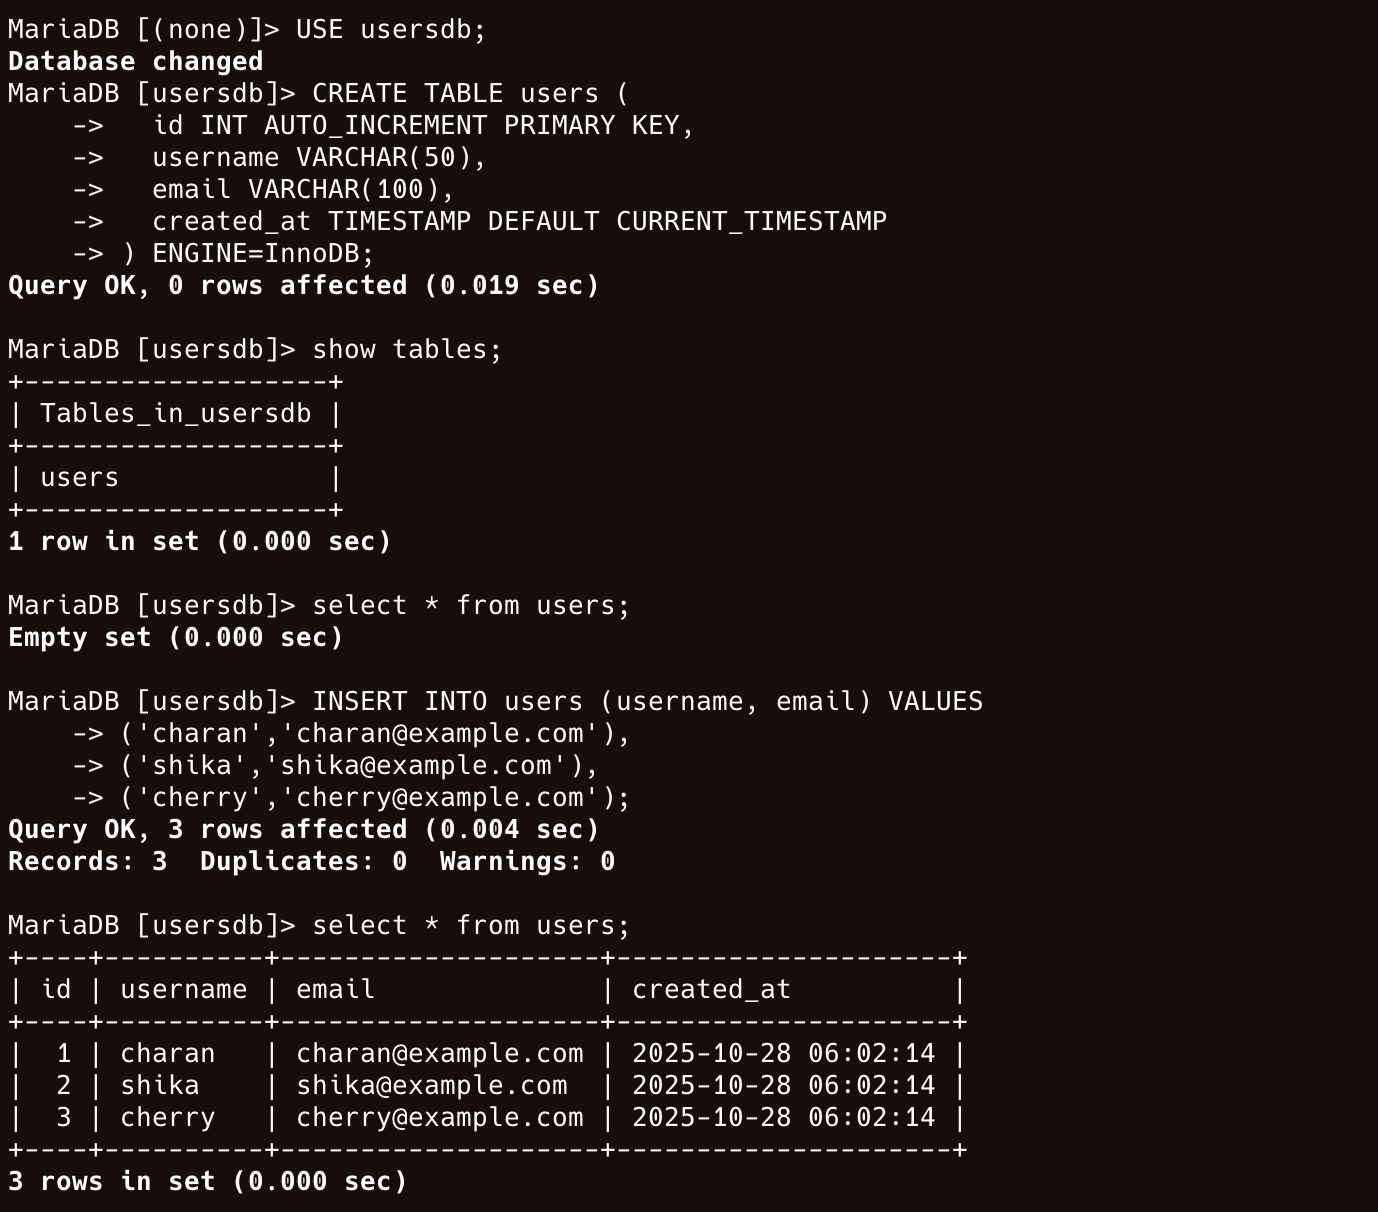 MariaDB [(none)]> USE usersdb;
Database changed
MariaDB [usersdb]> CREATE TABLE users (
    ->   id INT AUTO_INCREMENT PRIMARY KEY,
    ->   username VARCHAR(50),
    ->   email VARCHAR(100),
    ->   created_at TIMESTAMP DEFAULT CURRENT_TIMESTAMP
    -> ) ENGINE=InnoDB;
Query OK, 0 rows affected (0.019 sec)

MariaDB [usersdb]> show tables;
+-------------------+
| Tables_in_usersdb |
+-------------------+
| users             |
+-------------------+
1 row in set (0.000 sec)

MariaDB [usersdb]> select * from users;
Empty set (0.000 sec)

MariaDB [usersdb]> INSERT INTO users (username, email) VALUES
    -> ('charan','charan@example.com'),
    -> ('shika','shika@example.com'),
    -> ('cherry','cherry@example.com');
Query OK, 3 rows affected (0.004 sec)
Records: 3  Duplicates: 0  Warnings: 0

MariaDB [usersdb]> select * from users;
+----+----------+--------------------+---------------------+
| id | username | email              | created_at          |
+----+----------+--------------------+---------------------+
|  1 | charan   | charan@example.com | 2025-10-28 06:02:14 |
|  2 | shika    | shika@example.com  | 2025-10-28 06:02:14 |
|  3 | cherry   | cherry@example.com | 2025-10-28 06:02:14 |
+----+----------+--------------------+---------------------+
3 rows in set (0.000 sec)